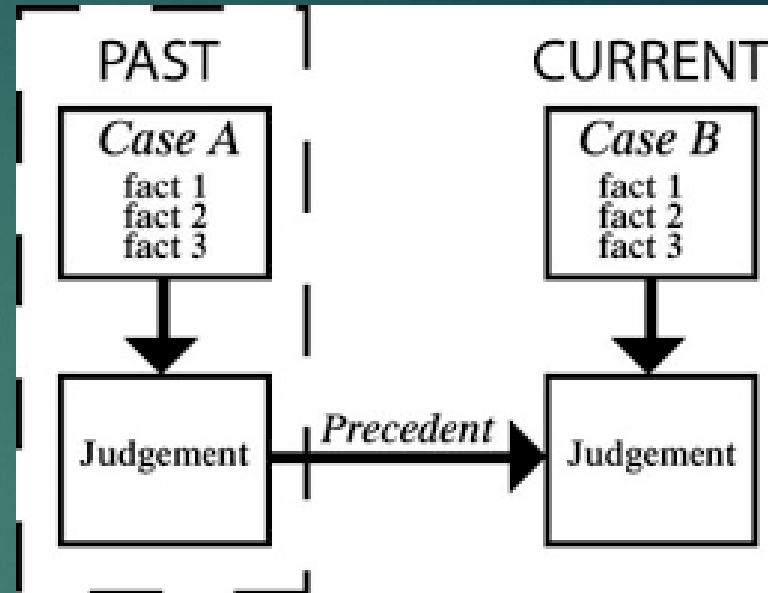 PAST
Case A
fact 1
fact 2
fact 3
Judgement
Precedent
CURRENT
Case B
fact 1
fact 2
fact 3
Judgement